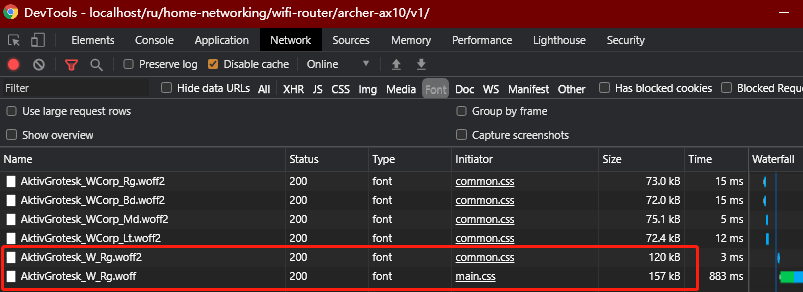 DevTools - localhost/ru/home-networking/wifi-router/archer-ax10/v1/
Elements Console Application Network Sources Memory Performance Lighthouse Security
Preserve log Disable cache Online
Filter Hide data URLs All XHR JS CSS Img Media Font Doc WS Manifest Other Has blocked cookies Blocked Reque
Use large request rows Group by frame
Show overview Capture screenshots
Name Status Type Initiator Size Time Waterfall
AktivGrotesk_WCorp_Rg.woff2 200 font common.css 73.0 kB 15 ms
AktivGrotesk_WCorp_Bd.woff2 200 font common.css 72.0 kB 15 ms
AktivGrotesk_WCorp_Md.woff2 200 font common.css 75.1 kB 5 ms
AktivGrotesk_WCorp_Lt.woff2 200 font common.css 72.4 kB 12 ms
AktivGrotesk_W_Rg.woff2 200 font common.css 120 kB 3 ms
AktivGrotesk_W_Rg.woff 200 font main.css 157 kB 883 ms